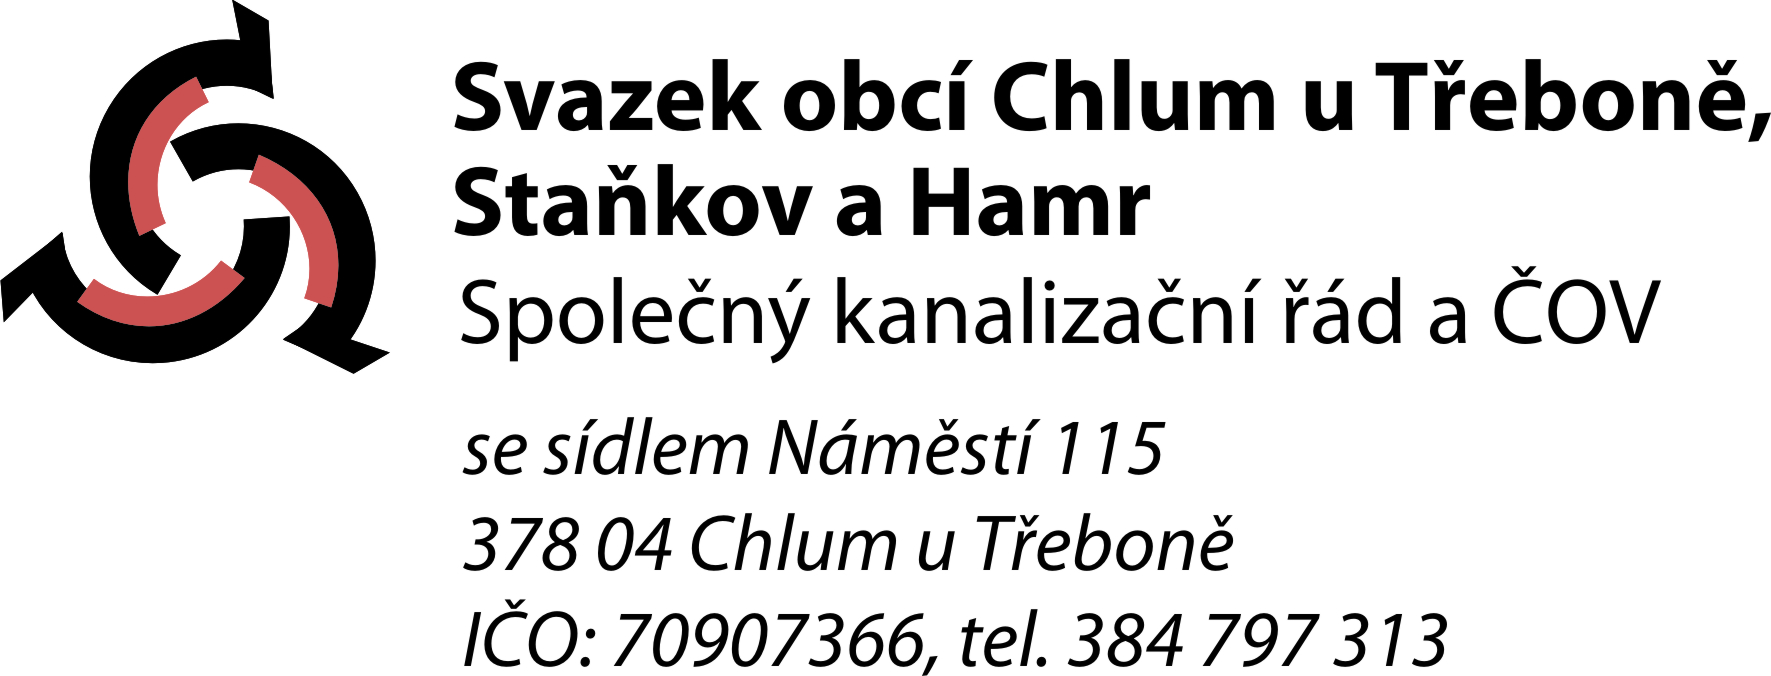 Svazek obcí Chlum u Třeboně,
Staňkov a Hamr
Společný kanalizační řád a ČOV
se sídlem Náměstí 115
378 04 Chlum u Třeboně
IČO: 70907366, tel. 384 797 313